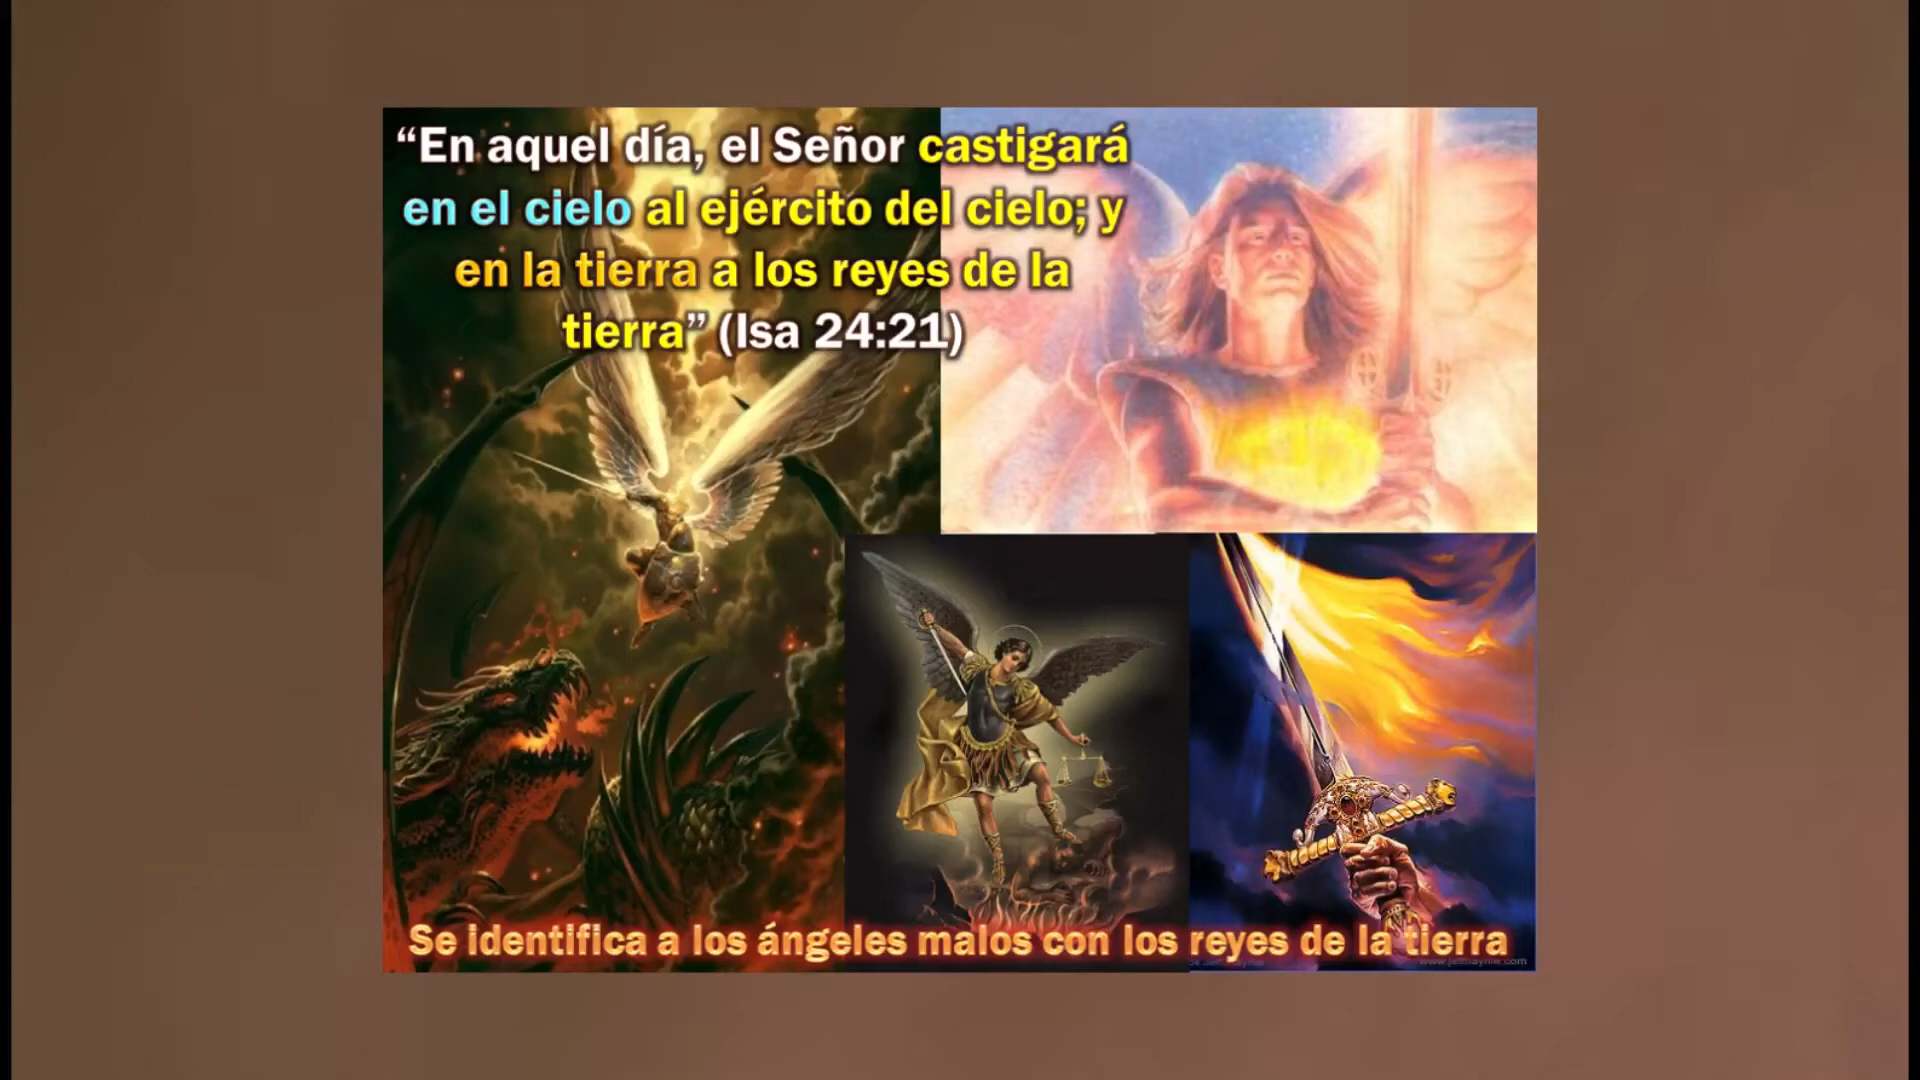 “En aquel día, el Señor castigará
en el cielo al ejército del cielo; y
en la tierra a los reyes de la
tierra” (Isa 24:21)
Se identifica a los ángeles malos con los reyes de la tierra